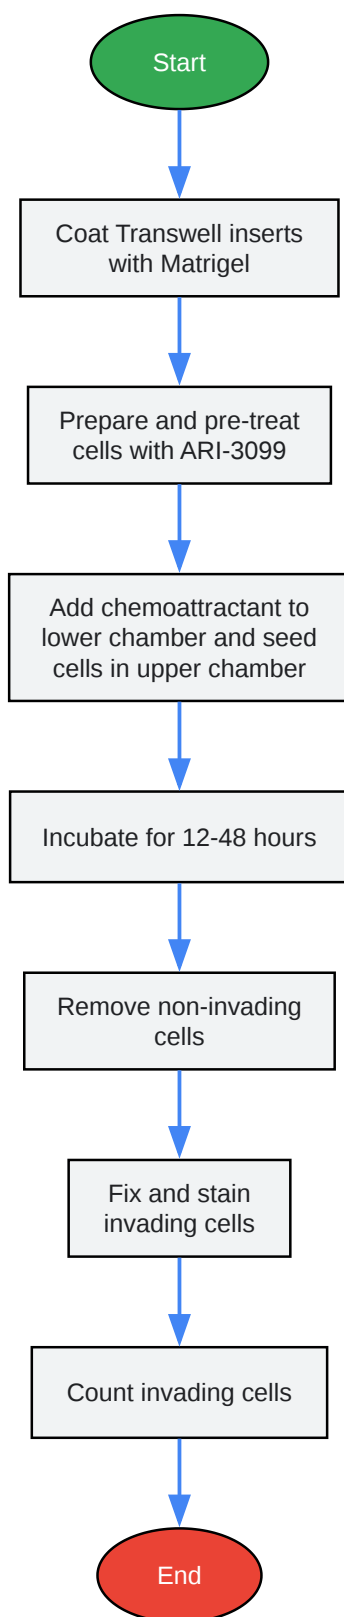 Start
Coat Transwell inserts
with Matrigel
Prepare and pre-treat
cells with ARI-3099
Add chemoattractant to
lower chamber and seed
cells in upper chamber
Incubate for 12-48 hours
Remove non-invading
cells
Fix and stain
invading cells
Count invading cells
End